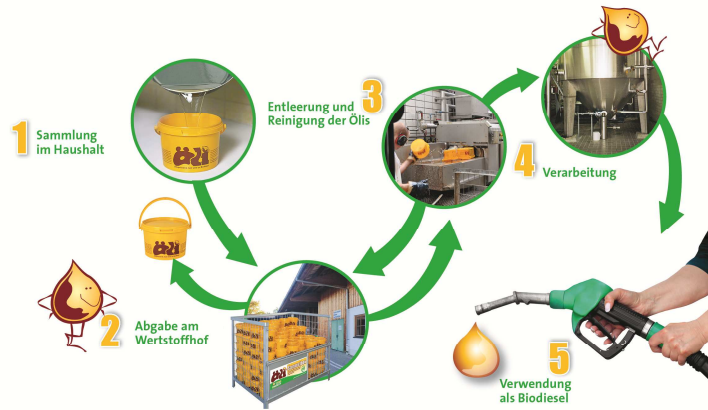 1
Sammlung
im Haushalt
öli
öli
2
Abgabe am
Wertstoffhof
3
Entleerung und
Reinigung der Ölis
4
Verarbeitung
5
Verwendung
als Biodiesel